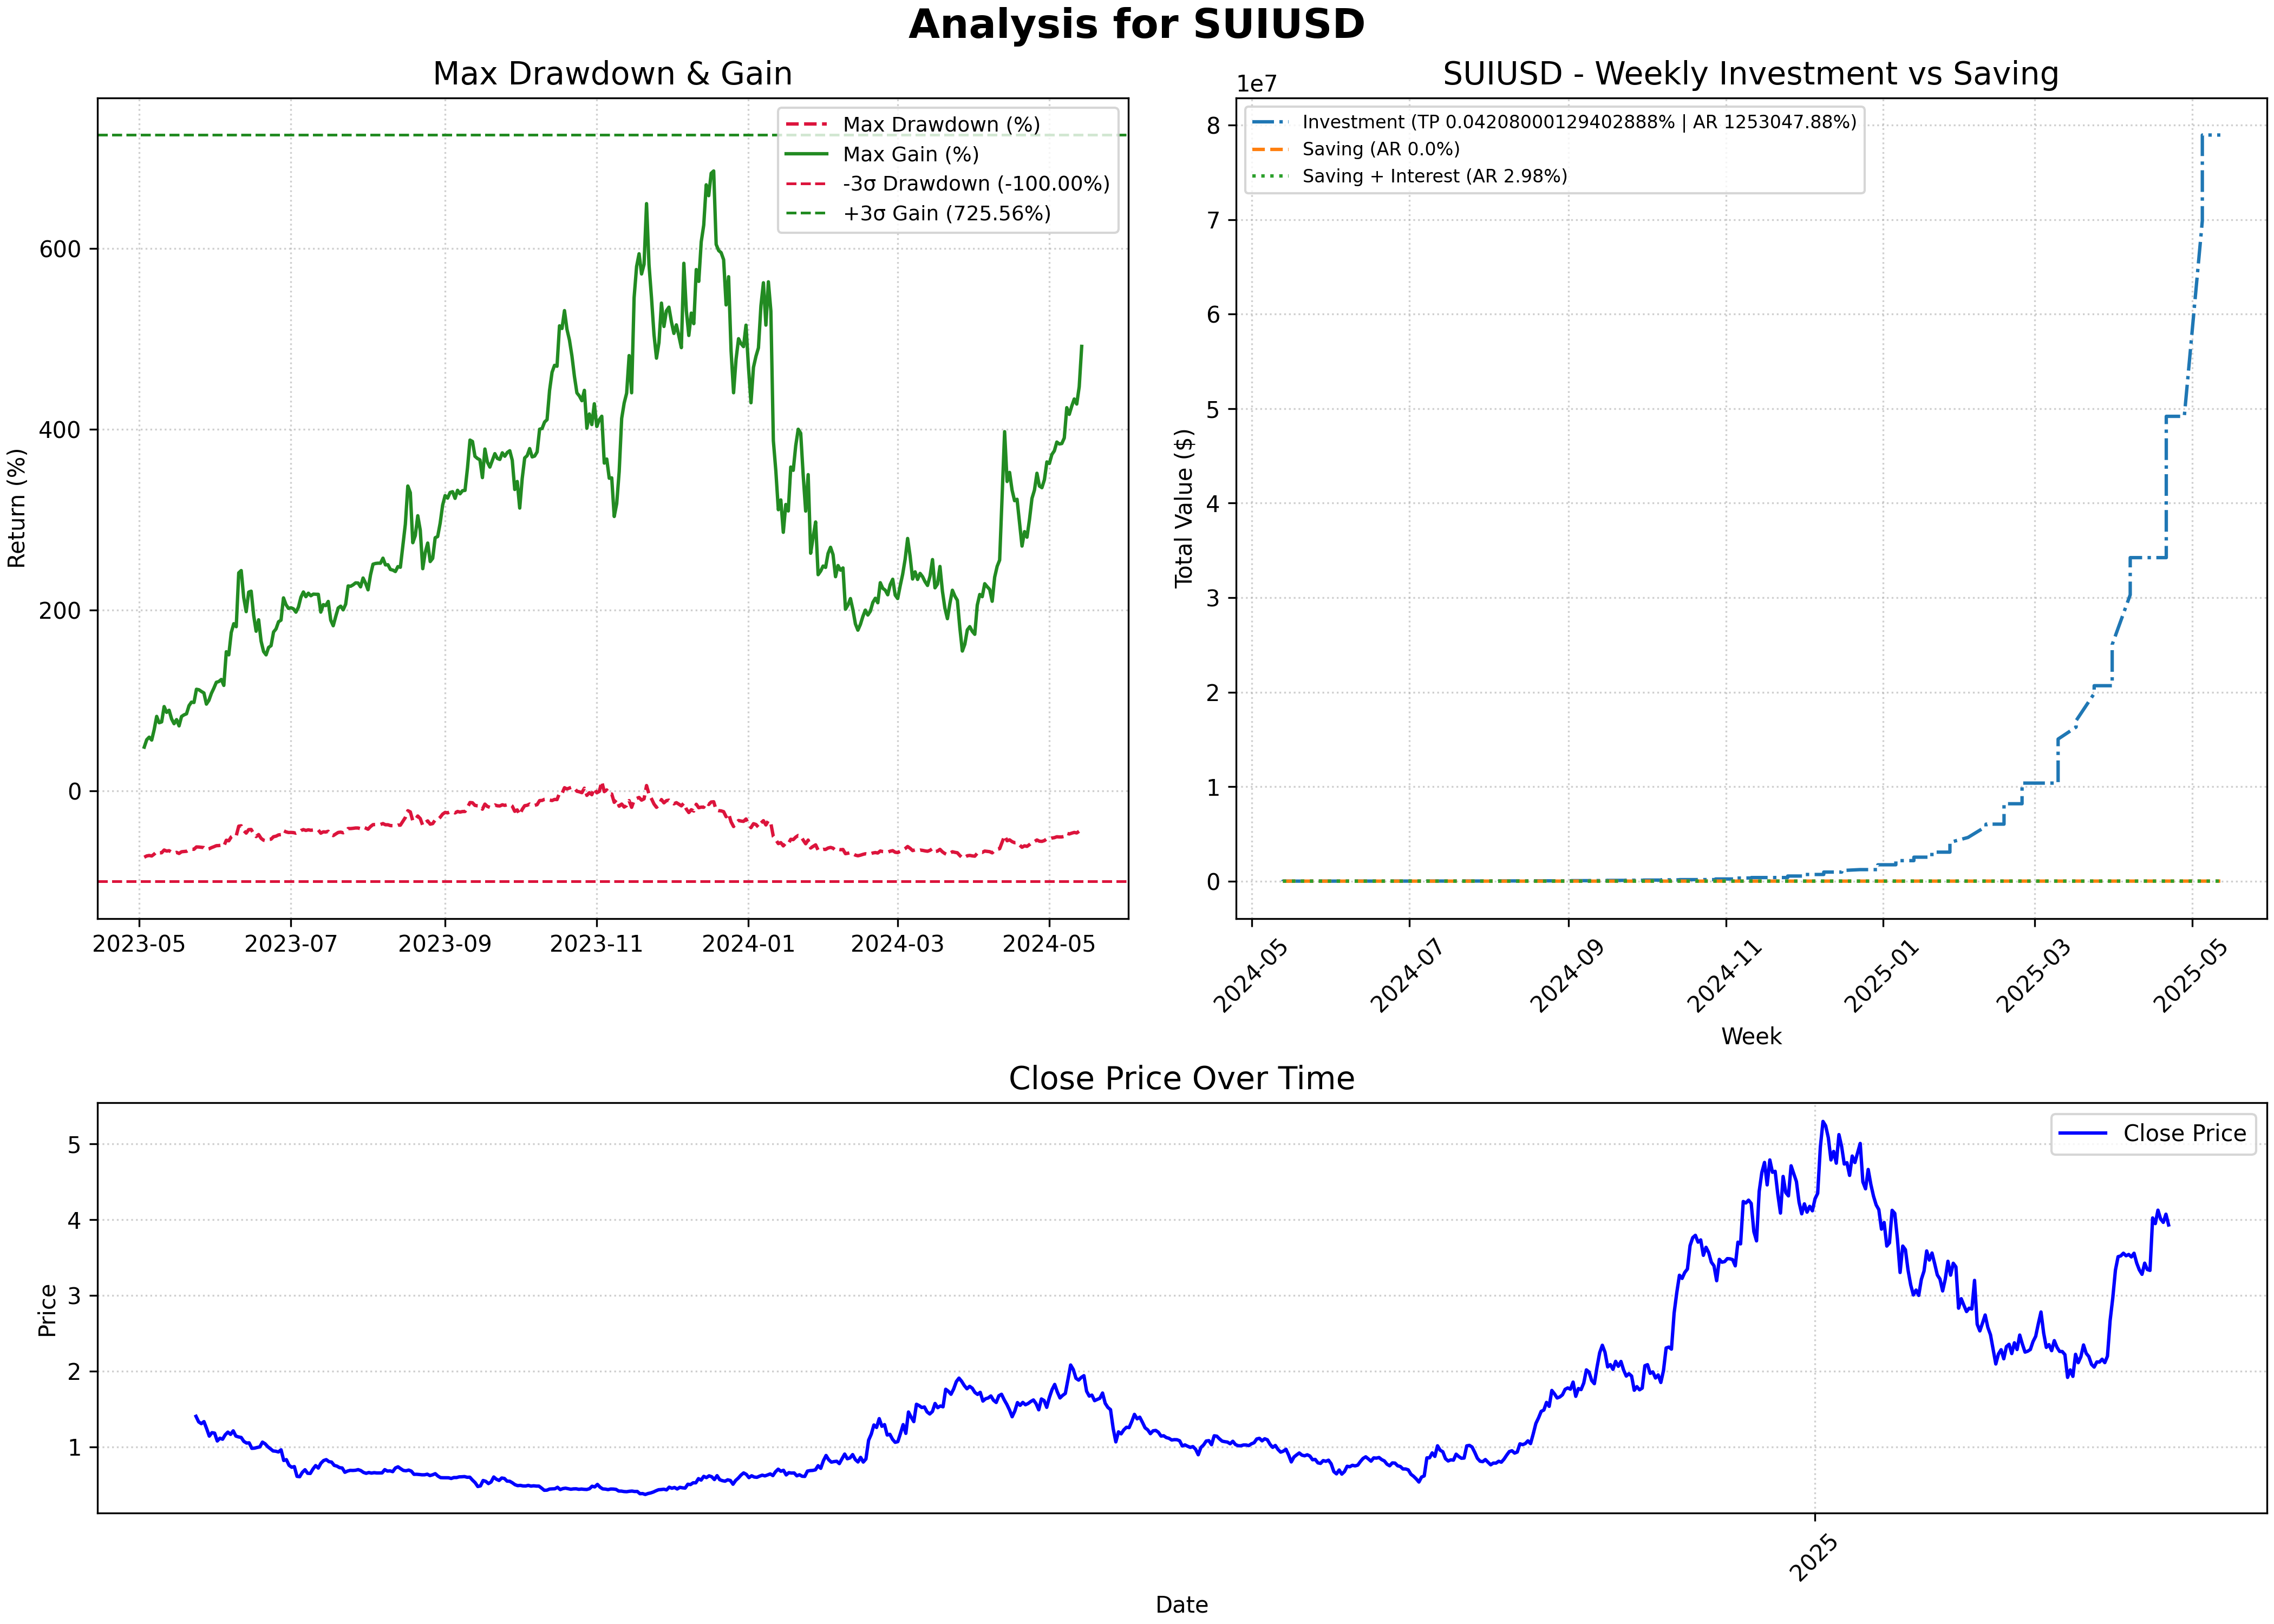 Analysis for SUIUSD
Max Drawdown & Gain
Return (%)
600
400
200
0
2023-05
2023-07
2023-09
2023-11
2024-01
2024-03
2024-05
Max Drawdown (%)
Max Gain (%)
-3σ Drawdown (-100.00%)
+3σ Gain (725.56%)
SUIUSD - Weekly Investment vs Saving
1e7
Total Value ($)
8
7
6
5
4
3
2
1
0
Investment (TP 0.04208000129402888% | AR 1253047.88%)
Saving (AR 0.0%)
Saving + Interest (AR 2.98%)
2024-05
2024-07
2024-09
2024-11
2025-01
2025-03
2025-05
Week
Close Price Over Time
Price
5
4
3
2
1
Close Price
2025
Date